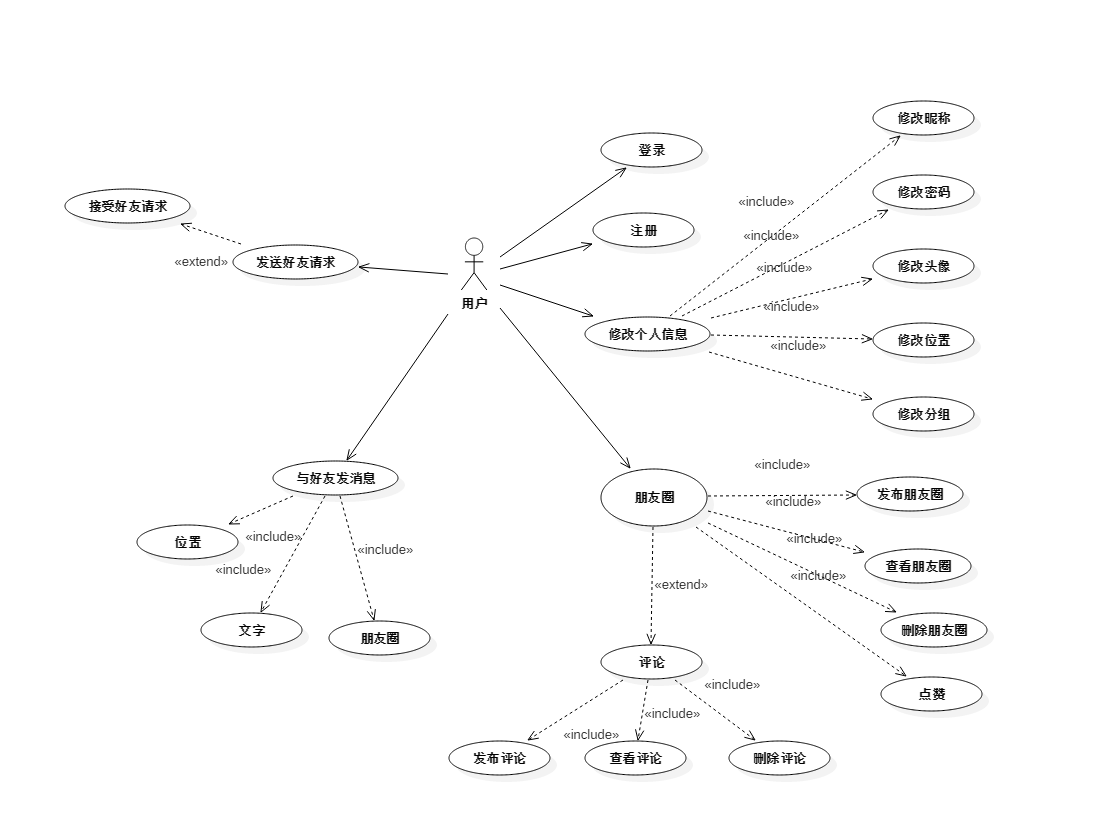 修改昵称
登录
修改密码
«include»
接受好友请求
注册
«include»
«extend»
发送好友请求
«include»
修改头像
用户
«include»
修改个人信息
«include»
修改位置
修改分组
«include»
与好友发消息
朋友圈
«include»
发布朋友圈
位置
«include»
«include»
«include»
«include»
«include»
查看朋友圈
«extend»
文字
朋友圈
删除朋友圈
评论
«include»
点赞
«include»
«include»
发布评论
查看评论
删除评论